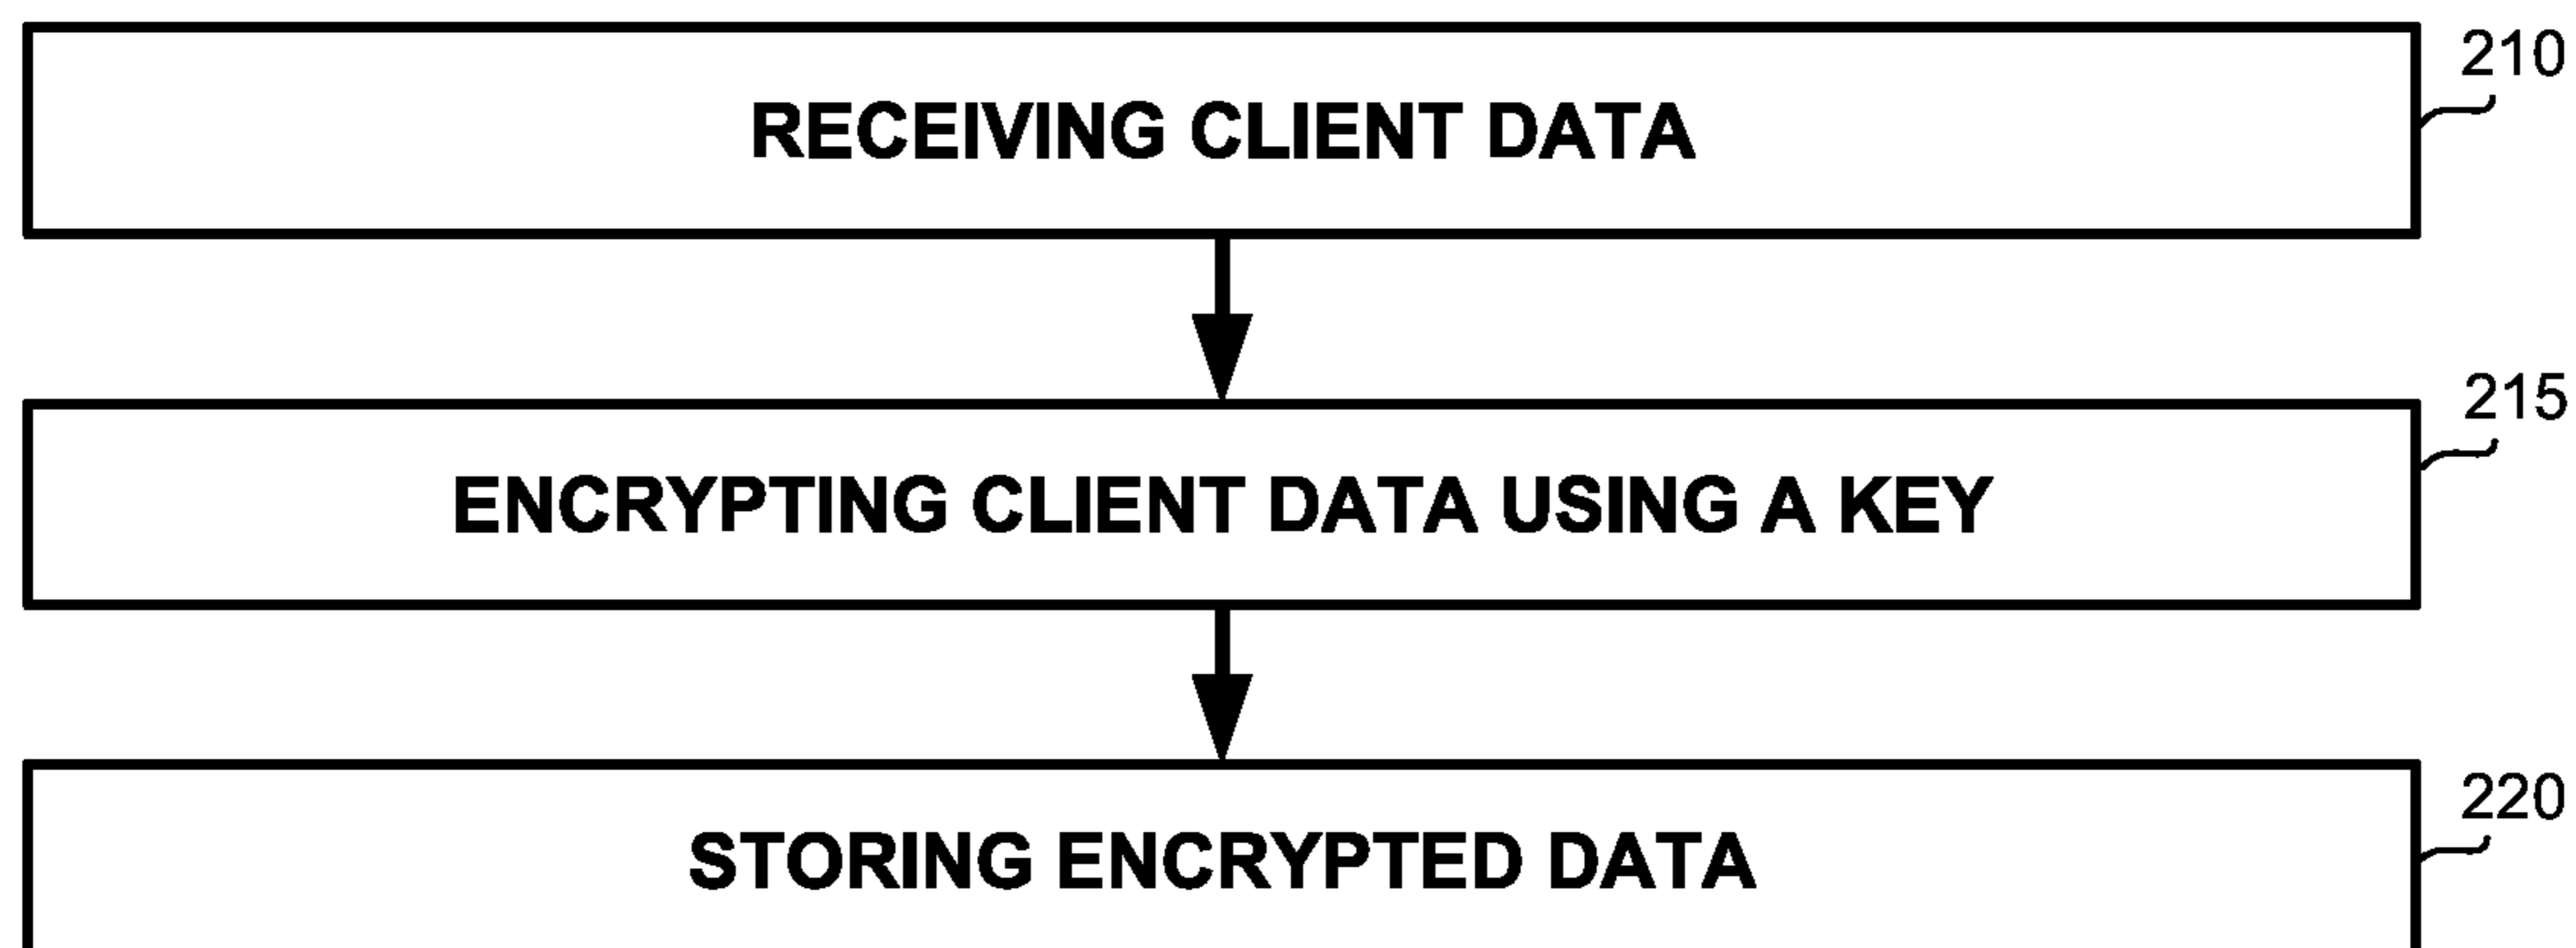 210
RECEIVING CLIENT DATA
215
ENCRYPTING CLIENT DATA USING A KEY
220
STORING ENCRYPTED DATA